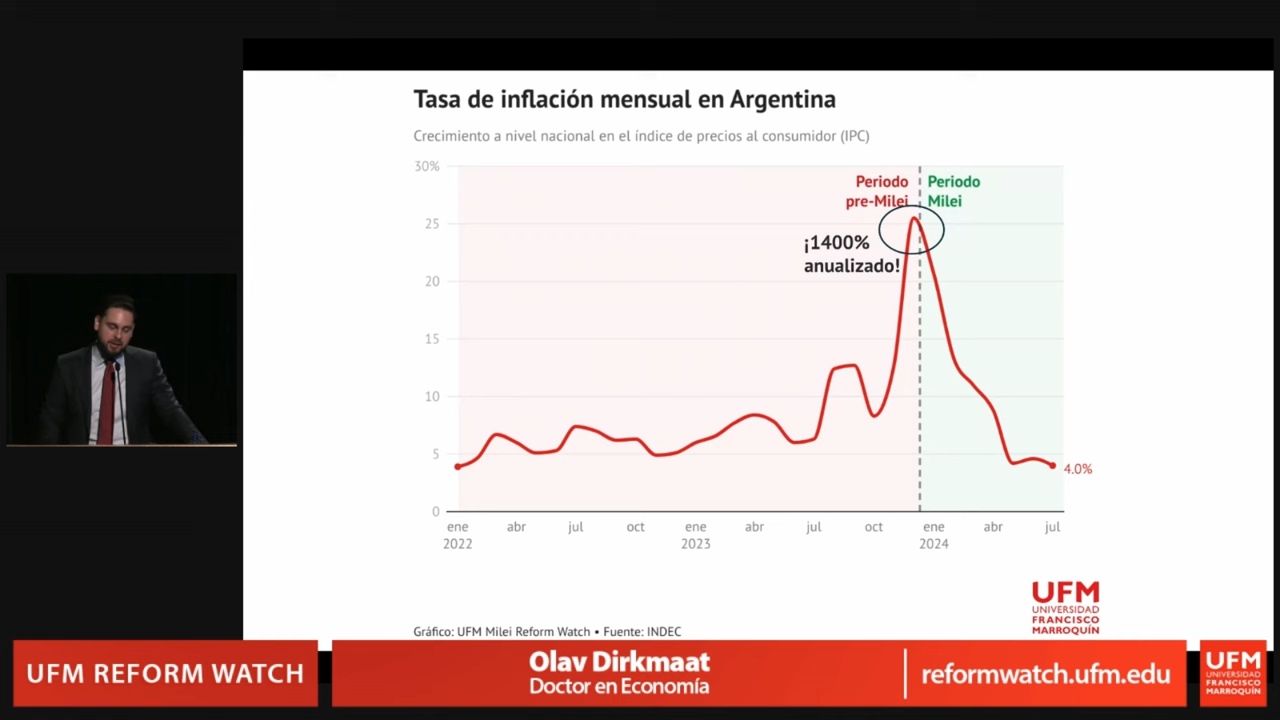 Tasa de inflación mensual en Argentina
Crecimiento a nivel nacional en el índice de precios al consumidor (IPC)
30%
25
20
15
10
5
0
Periodo
pre-Milei
Periodo
Milei
¡1400%
anualizado!
4.0%
ene
2022
abr
jul
oct
ene
2023
abr
jul
oct
ene
2024
abr
jul
UFM
UNIVERSIDAD
FRANCISCO
MARROQUÍN
Gráfico: UFM Milei Reform Watch • Fuente: INDEC
UFM REFORM WATCH
Olav Dirkmaat
Doctor en Economía
reformwatch.ufm.edu
UFM
UNIVERSIDAD
FRANCISCO
MARROQUÍN